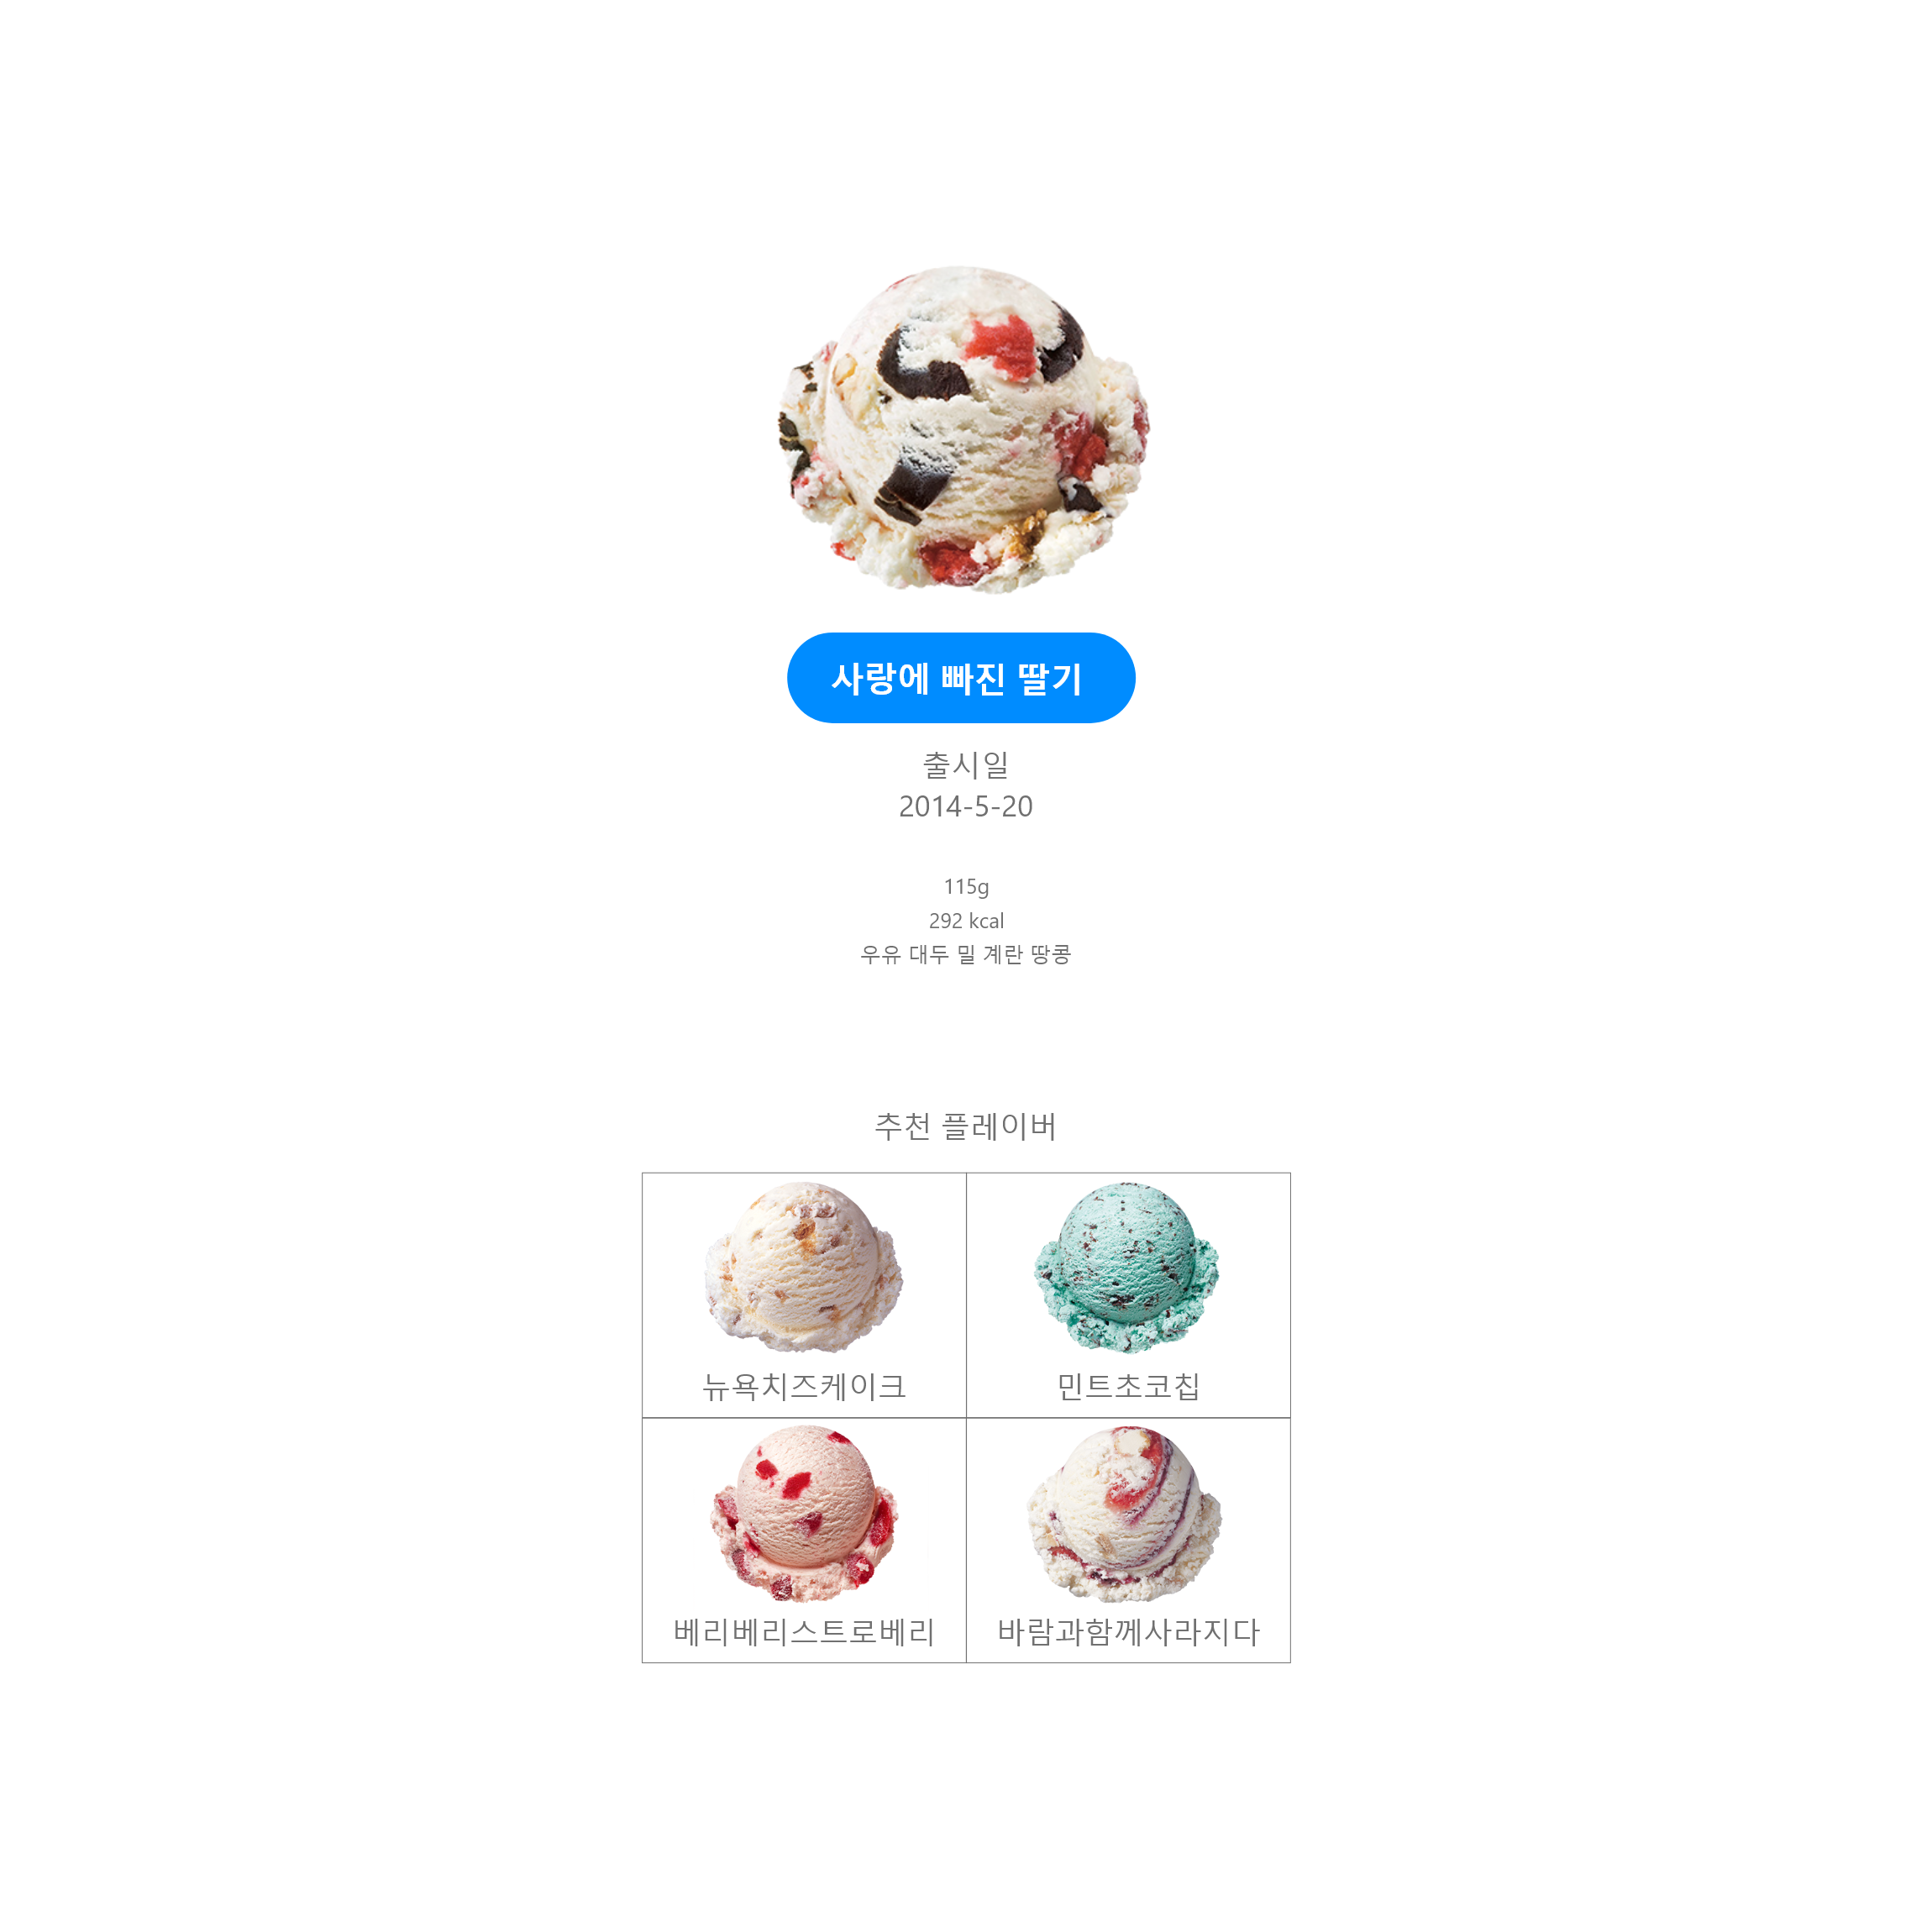 사랑에 빠진 딸기
출시일
2014-5-20
115g
292 kcal
우유 대두 밀 계란 땅콩
추천 플레이버
뉴욕치즈케이크
민트초코칩
베리베리스트로베리
바람과함께사라지다